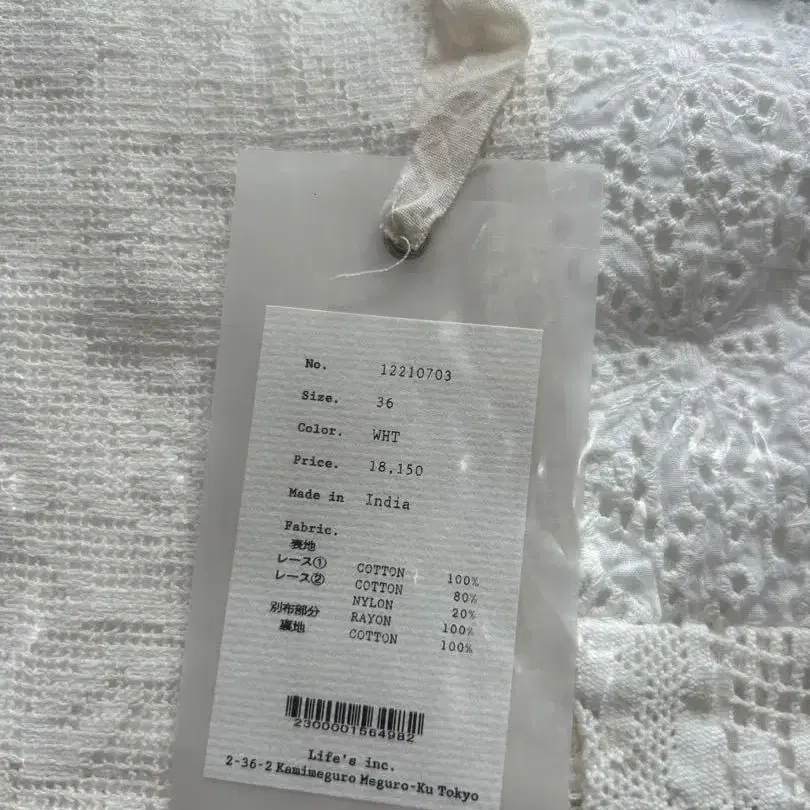 No. 12210703
Size. 36
Color. WHT
Price. 18,150
Made in India
Fabric.
表地
レース① COTTON 100%
レース② COTTON 80%
NYLON 20%
別布部分 RAYON 100%
裏地 COTTON 100%
2300001564982
Life's inc.
2-36-2 Kamimeguro Meguro-Ku Tokyo